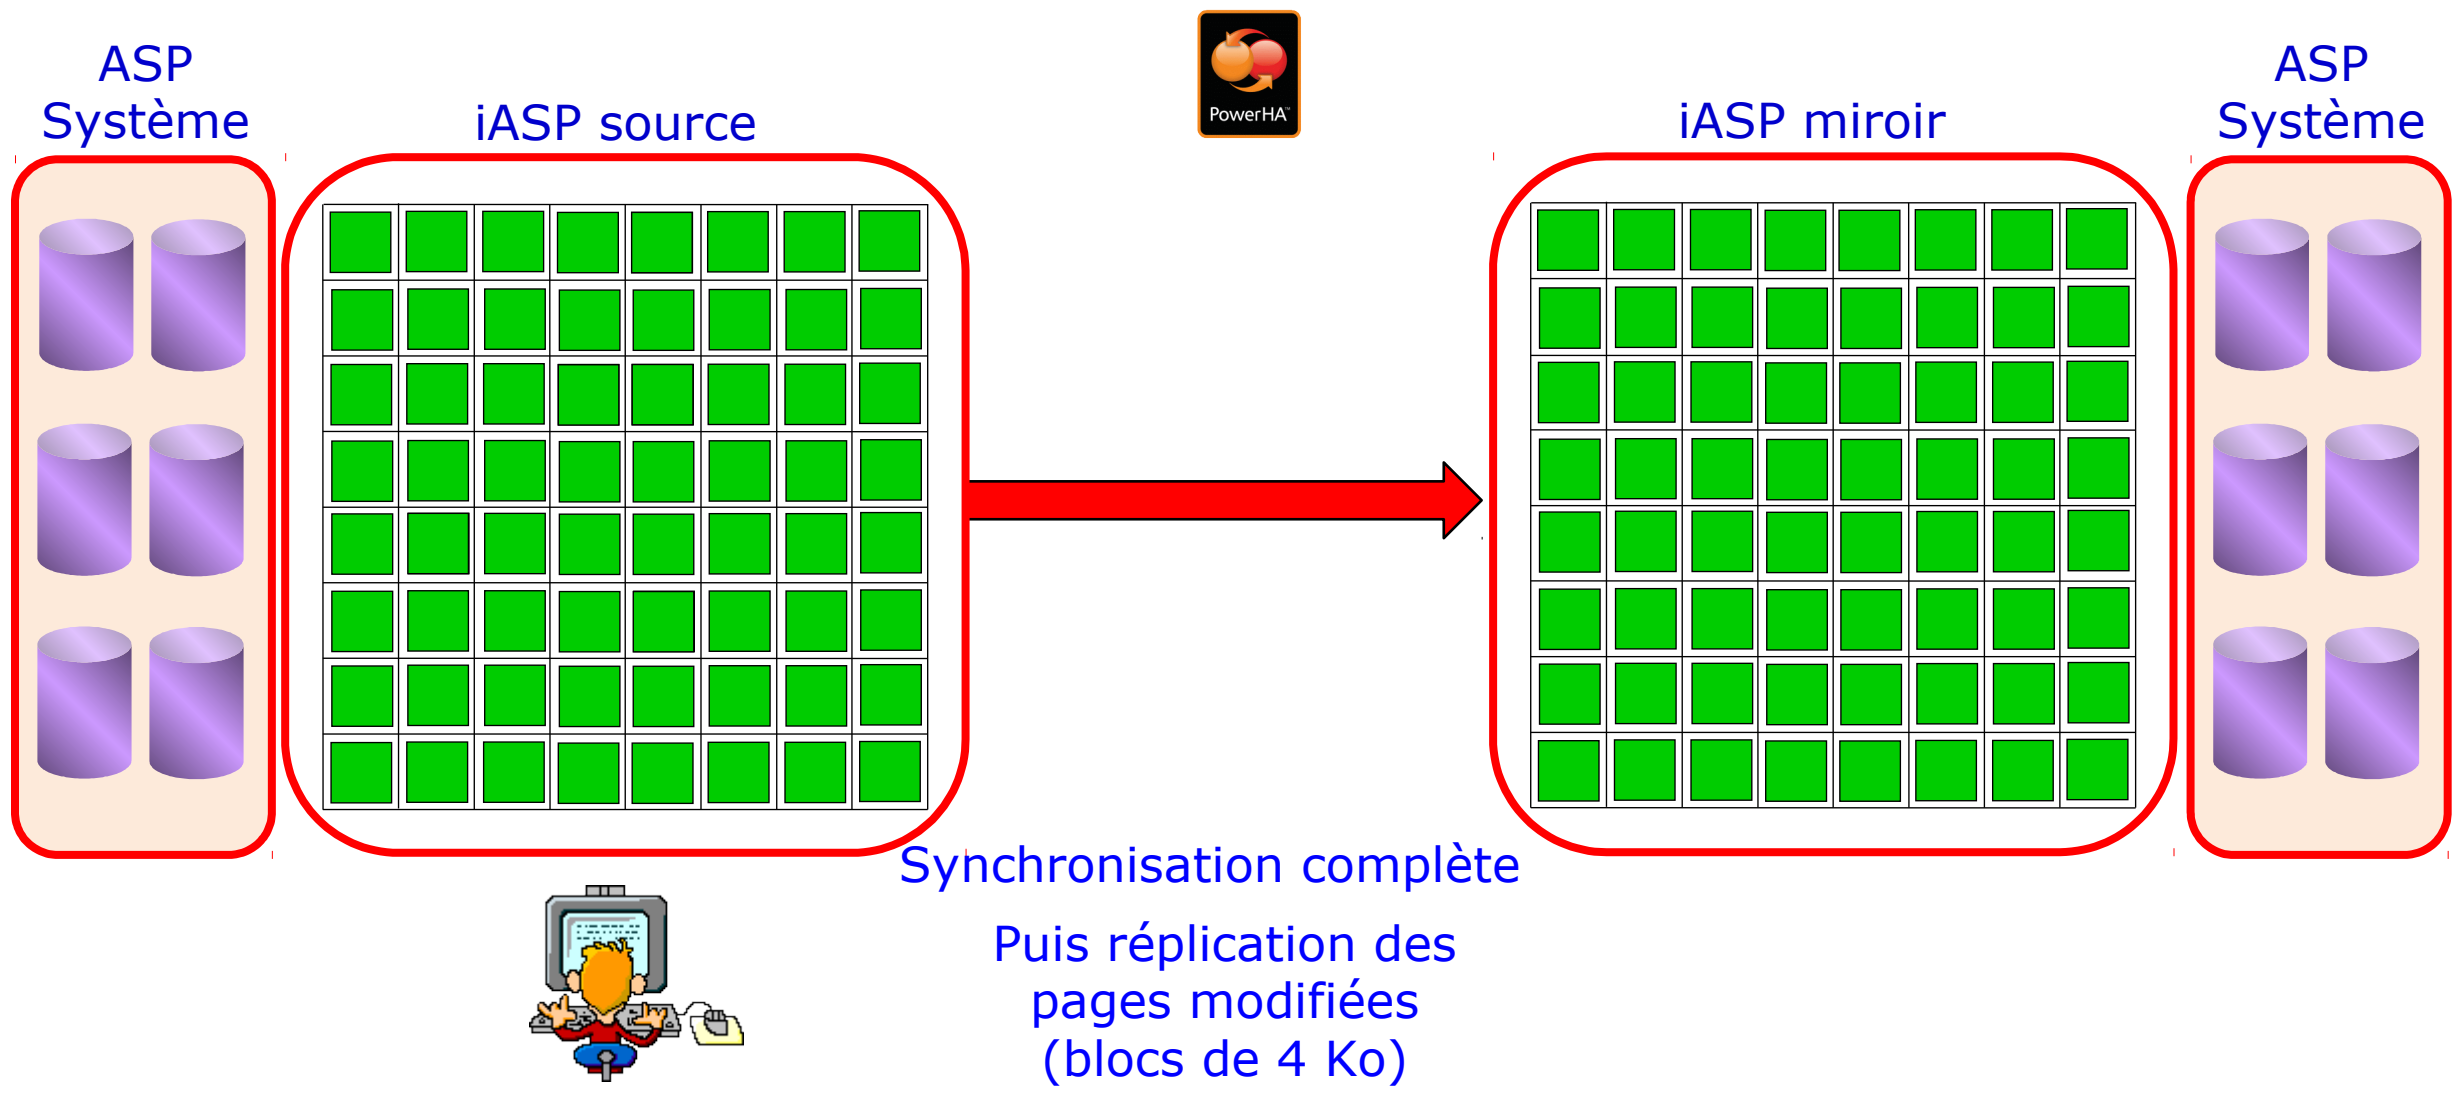 ASP
Système
iASP source
PowerHA™
iASP miroir
ASP
Système
Synchronisation complète
Puis réplication des
pages modifiées
(blocs de 4 Ko)